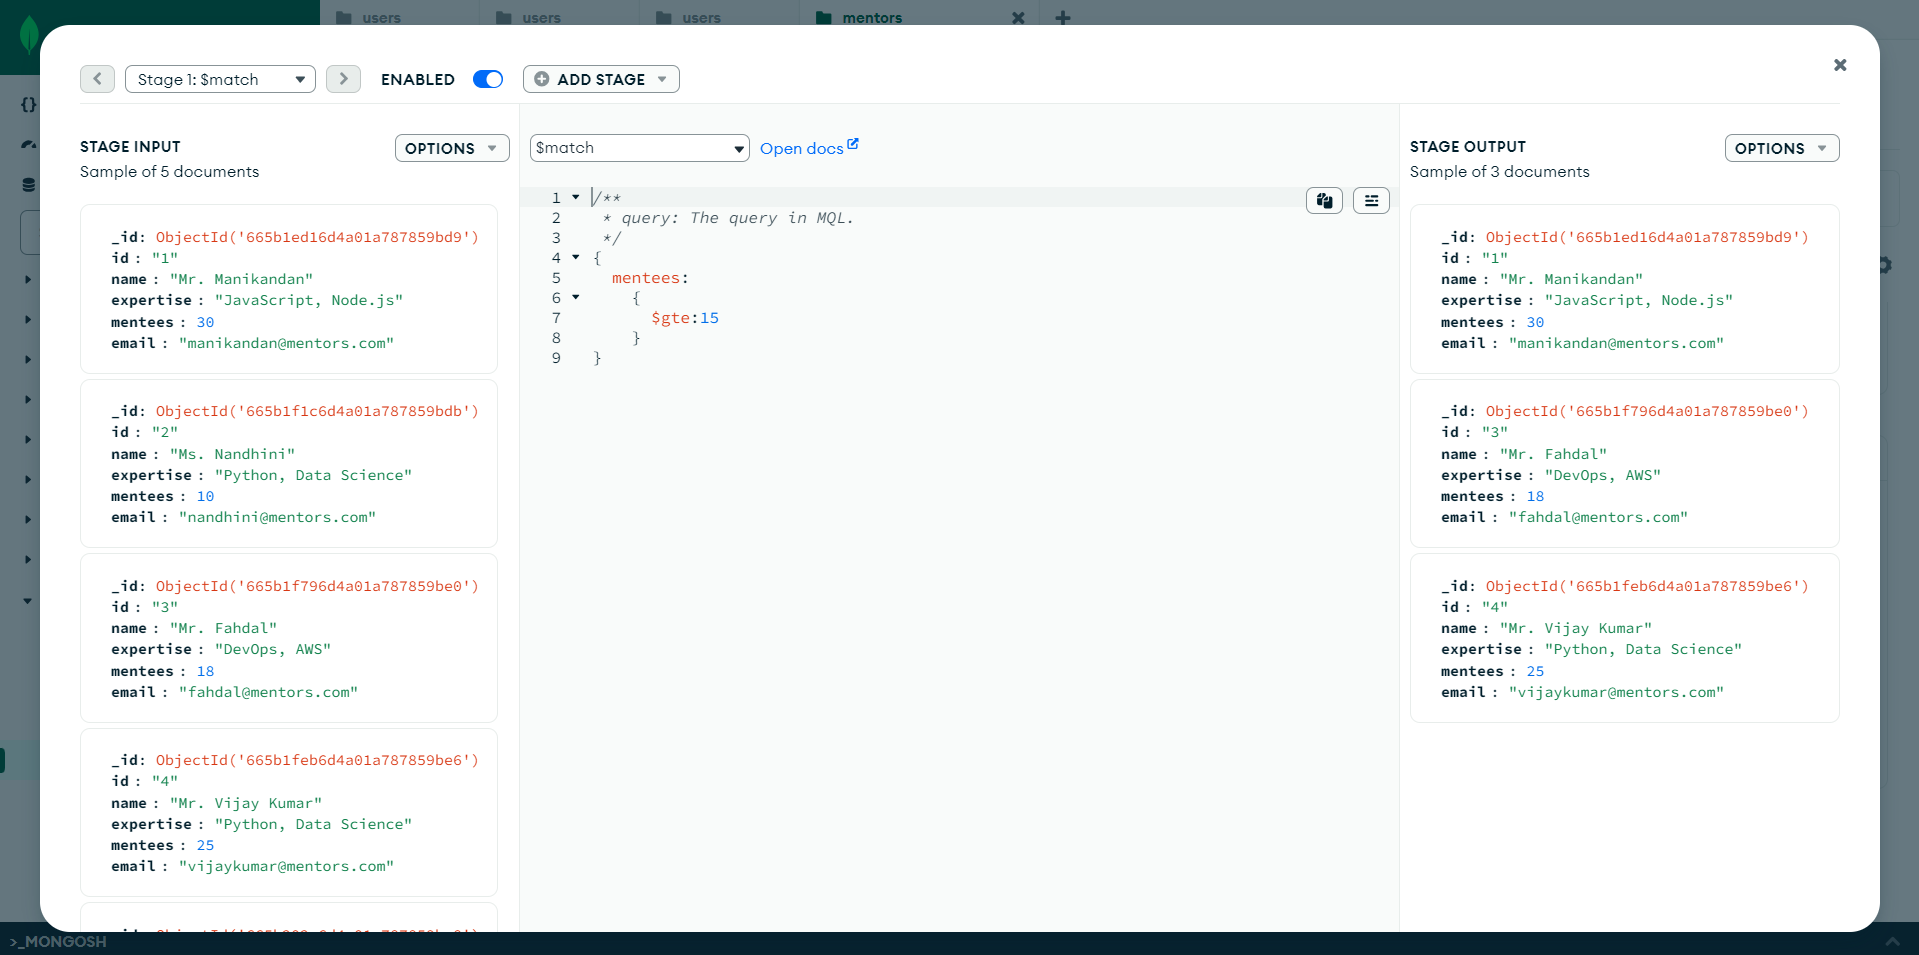 users
users
users
mentors
Stage 1: $match
ENABLED
ADD STAGE
{}
STAGE INPUT
OPTIONS
Sample of 5 documents
_id: ObjectId('665b1ed16d4a01a787859bd9')
id : "1"
name : "Mr. Manikandan"
expertise : "JavaScript, Node.js"
mentees : 30
email : "manikandan@mentors.com"
_id: ObjectId('665b1f1c6d4a01a787859bdb')
id : "2"
name : "Ms. Nandhini"
expertise : "Python, Data Science"
mentees : 10
email : "nandhini@mentors.com"
_id: ObjectId('665b1f796d4a01a787859be0')
id : "3"
name : "Mr. Fahdal"
expertise : "DevOps, AWS"
mentees : 18
email : "fahdal@mentors.com"
_id: ObjectId('665b1feb6d4a01a787859be6')
id : "4"
name : "Mr. Vijay Kumar"
expertise : "Python, Data Science"
mentees : 25
email : "vijaykumar@mentors.com"
$match
Open docs
1 /**
2 * query: The query in MQL.
3 */
4 {
5 mentees:
6 {
7 $gte:15
8 }
9 }
STAGE OUTPUT
OPTIONS
Sample of 3 documents
_id: ObjectId('665b1ed16d4a01a787859bd9')
id : "1"
name : "Mr. Manikandan"
expertise : "JavaScript, Node.js"
mentees : 30
email : "manikandan@mentors.com"
_id: ObjectId('665b1f796d4a01a787859be0')
id : "3"
name : "Mr. Fahdal"
expertise : "DevOps, AWS"
mentees : 18
email : "fahdal@mentors.com"
_id: ObjectId('665b1feb6d4a01a787859be6')
id : "4"
name : "Mr. Vijay Kumar"
expertise : "Python, Data Science"
mentees : 25
email : "vijaykumar@mentors.com"
>_MONGOSH